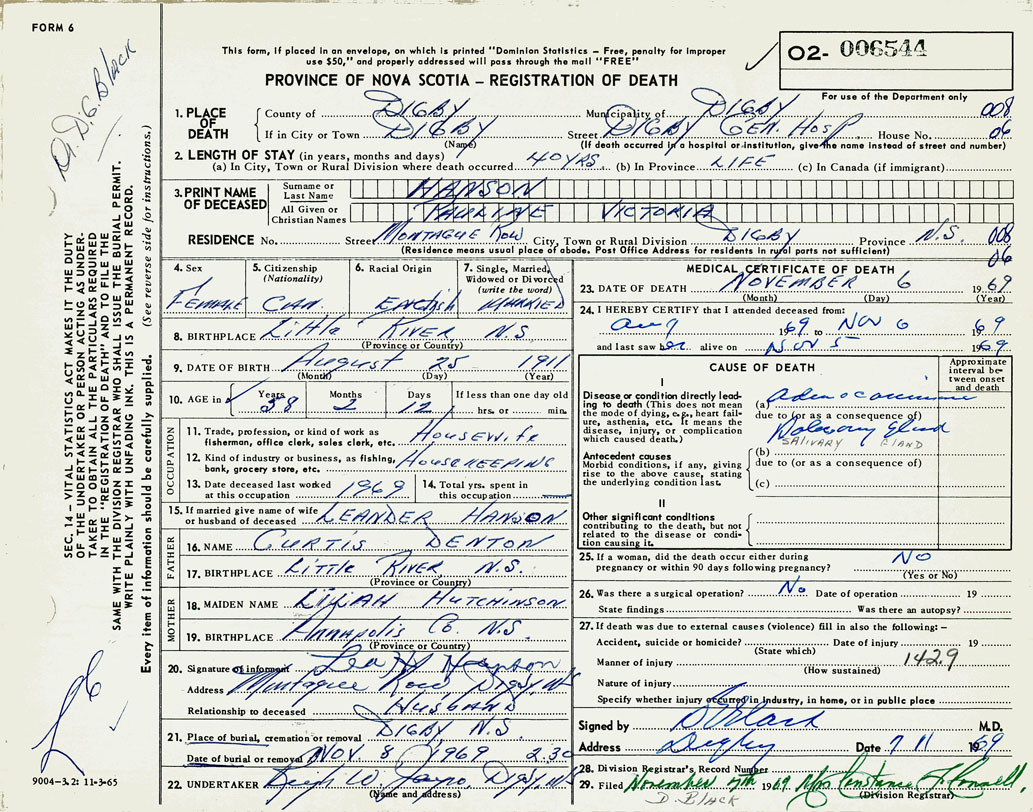 FORM 6
This form, if placed in an envelope, on which is printed "Dominion Statistics – Free, penalty for improper
use $50," and properly addressed will pass through the mail "FREE"
PROVINCE OF NOVA SCOTIA – REGISTRATION OF DEATH
O2- 006544
For use of the Department only
1. PLACE OF DEATH
County of DIGBY Municipality of DIGBY 008
If in City or Town DIGBY Street DIGBY GEN. HOSP House No. 06
(Name) (If death occurred in a hospital or institution, give the name instead of street and number)
2. LENGTH OF STAY (in years, months and days)
(a) In City, Town or Rural Division where death occurred. 40 YRS. (b) In Province LIFE (c) In Canada (if immigrant)
3. PRINT NAME OF DECEASED
Surname or Last Name HANSON
All Given or Christian Names PAULINE VICTORIA
RESIDENCE No. Street MONTAGUE ROW City, Town or Rural Division DIGBY Province N.S. 008
(Residence means usual place of abode. Post Office Address for residents in rural parts not sufficient) 06
4. Sex FEMALE
5. Citizenship (Nationality) CAN.
6. Racial Origin ENGLISH
7. Single, Married, Widowed or Divorced (write the word) MARRIED
8. BIRTHPLACE LITTLE RIVER N.S.
(Province or Country)
9. DATE OF BIRTH August 25 1911
(Month) (Day) (Year)
10. AGE in Years 58 Months 2 Days 12 If less than one day old hrs. or min.
OCCUPATION
11. Trade, profession or kind of work as fisherman, office clerk, sales clerk, etc. HOUSEWIFE
12. Kind of industry or business, as fishing, bank, grocery store, etc. HOUSEKEEPING
13. Date deceased last worked at this occupation 1969
14. Total yrs. spent in this occupation
15. If married give name of wife or husband of deceased LEANDER HANSON
FATHER
16. NAME CURTIS DENTON
17. BIRTHPLACE LITTLE RIVER, N.S.
(Province or Country)
MOTHER
18. MAIDEN NAME LILIAH HUTCHINSON
19. BIRTHPLACE Annapolis Co. N.S.
(Province or Country)
20. Signature of informant Hanson
Address Montague Row Digby N.S
Relationship to deceased HUSBAND
21. Place of burial, cremation or removal DIGBY N.S.
Date of burial or removal NOV. 8 1969 2.30
22. UNDERTAKER W. Digby, N.S
(Name and address)
MEDICAL CERTIFICATE OF DEATH
23. DATE OF DEATH NOVEMBER 6 1969
(Month) (Day) (Year)
24. I HEREBY CERTIFY that I attended deceased from:
Aug 1969 to NOV 6 1969
and last saw her alive on NOV 5 1969
CAUSE OF DEATH
Approximate interval between onset and death
I
Disease or condition directly leading to death (This does not mean the mode of dying, e.g., heart failure, asthenia, etc. It means the disease, injury, or complication which caused death.)
(a) Adenocarcinoma
due to (or as a consequence of)
Salivary Gland
SALIVARY GLAND
Antecedent causes
Morbid conditions, if any, giving rise to the above cause, stating the underlying condition last.
(b)
due to (or as a consequence of)
(c)
II
Other significant conditions
contributing to the death, but not related to the disease or condition causing it.
25. If a woman, did the death occur either during pregnancy or within 90 days following pregnancy? NO
(Yes or No)
26. Was there a surgical operation? No Date of operation 19
State findings Was there an autopsy?
27. If death was due to external causes (violence) fill in also the following: –
Accident, suicide or homicide? Date of injury 19
(State which)
Manner of injury 1429
(How sustained)
Nature of injury
Specify whether injury occurred in industry, in home, or in public place
Signed by D Black M.D.
Address Digby Date 7 11 1969
28. Division Registrar's Record Number
29. Filed November 7th 1969, Mrs Constance
D. BLACK (Division Registrar)
SEC. 14 – VITAL STATISTICS ACT MAKES IT THE DUTY
OF THE UNDERTAKER OR PERSON ACTING AS UNDER-
TAKER TO OBTAIN ALL THE PARTICULARS REQUIRED
IN THE "REGISTRATION OF DEATH" AND TO FILE THE
SAME WITH THE DIVISION REGISTRAR WHO SHALL ISSUE THE BURIAL PERMIT.
WRITE PLAINLY WITH UNFADING INK. THIS IS A PERMANENT RECORD.
Every item of information should be carefully supplied. (See reverse side for instructions.)
D.G. Black
9004-3.2: 11-3-65